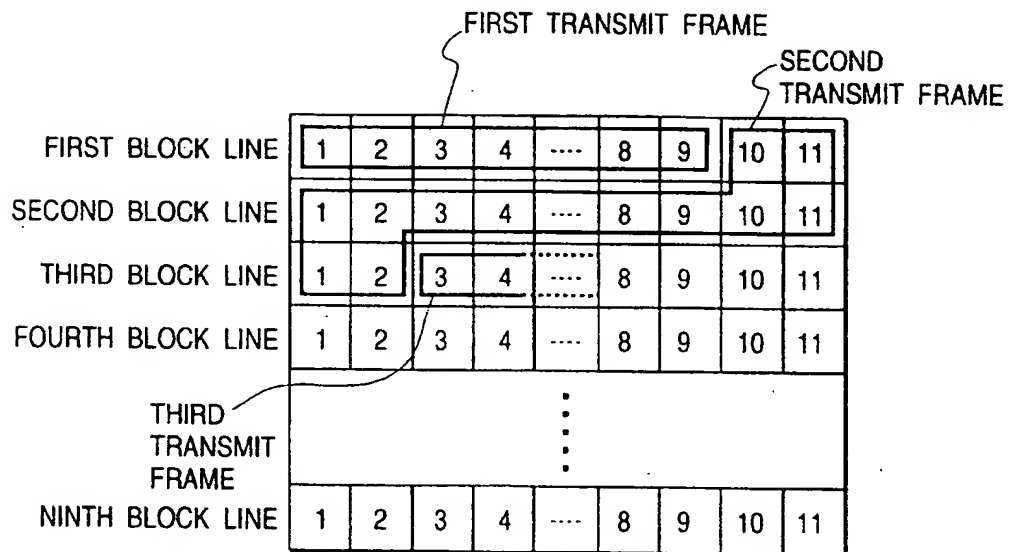 FIRST TRANSMIT FRAME
SECOND
TRANSMIT FRAME
FIRST BLOCK LINE 1 2 3 4 ---- 8 9 10 11
SECOND BLOCK LINE 1 2 3 4 ---- 8 9 10 11
THIRD BLOCK LINE 1 2 3 4 ---- 8 9 10 11
FOURTH BLOCK LINE 1 2 3 4 ---- 8 9 10 11
THIRD
TRANSMIT
FRAME
NINTH BLOCK LINE 1 2 3 4 ---- 8 9 10 11